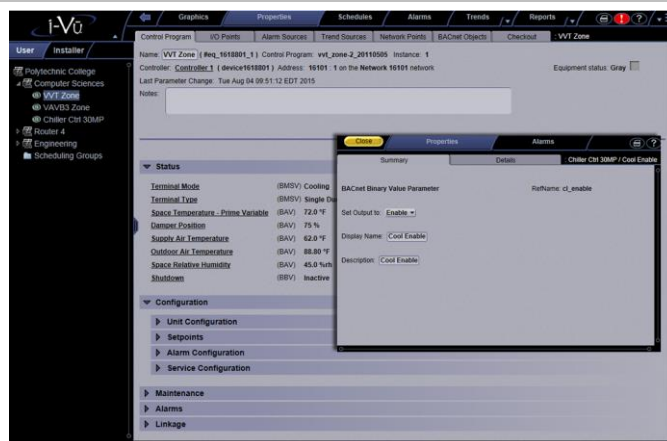 i-Vu
Graphics Properties Schedules Alarms Trends Reports
User Installer
Control Program I/O Points Alarm Sources Trend Sources Network Points BACnet Objects Checkout : VVT Zone
Polytechnic College
Computer Sciences
VVT Zone
VAVB3 Zone
Chiller Ctrl 30MP
Router 4
Engineering
Scheduling Groups
Name: VVT Zone ( #eq_1618801_1 ) Control Program: vvt_zone-2_20110505 Instance: 1
Controller: Controller 1 ( device1618801 ) Address: 16101 : 1 on the Network 16101 network
Equipment status: Gray
Last Parameter Change: Tue Aug 04 09:51:12 EDT 2015
Notes:
Status
Terminal Mode (BMSV) Cooling
Terminal Type (BMSV) Single Du
Space Temperature - Prime Variable (BAV) 72.0 °F
Damper Position (BAV) 75 %
Supply Air Temperature (BAV) 62.0 °F
Outdoor Air Temperature (BAV) 88.80 °F
Space Relative Humidity (BAV) 45.0 %rh
Shutdown (BBV) Inactive
Configuration
Unit Configuration
Setpoints
Alarm Configuration
Service Configuration
Maintenance
Alarms
Linkage
Close Properties Alarms
Summary Details Chiller Ctrl 30MP / Cool Enable
BACnet Binary Value Parameter RefName: cl_enable
Set Output to: Enable
Display Name: Cool Enable
Description: Cool Enable